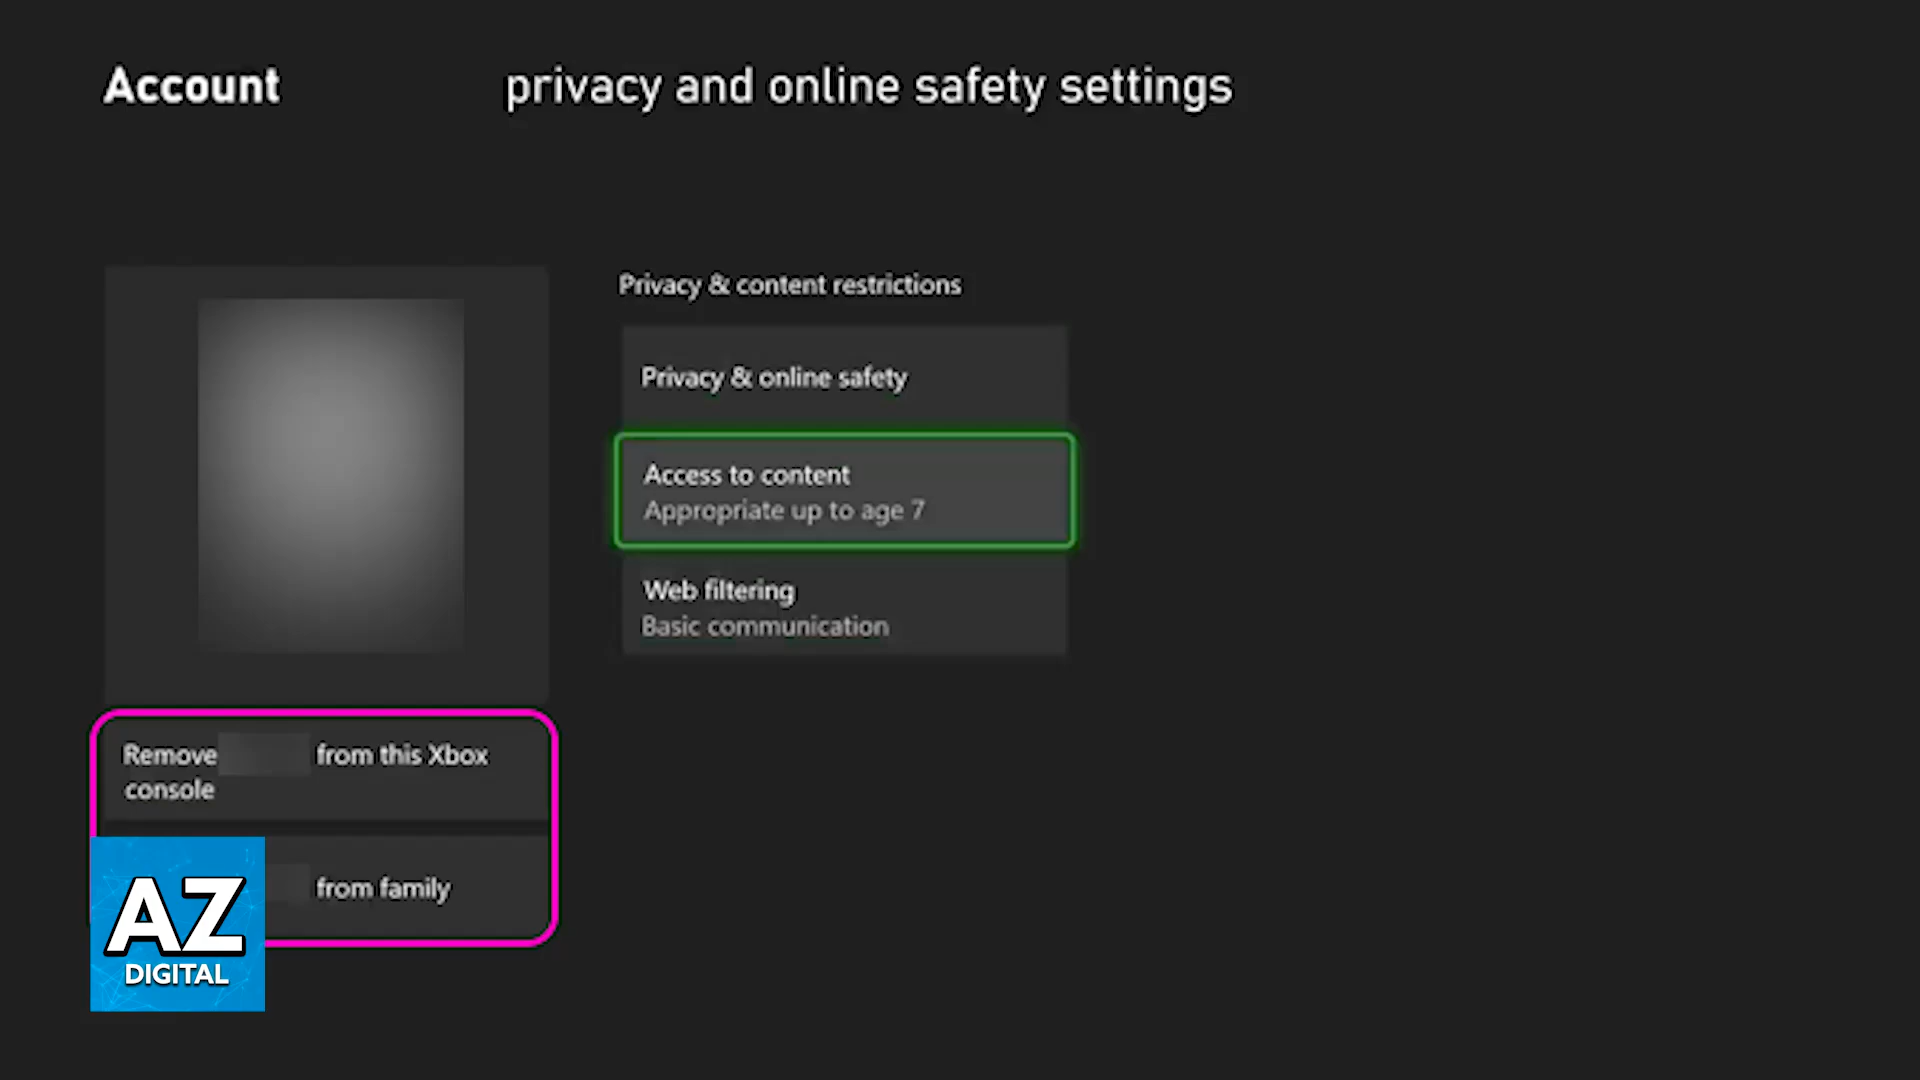 Account
privacy and online safety settings
Privacy & content restrictions
Privacy & online safety
Access to content
Appropriate up to age 7
Web filtering
Basic communication
Remove from this Xbox
console
from family
AZ
DIGITAL